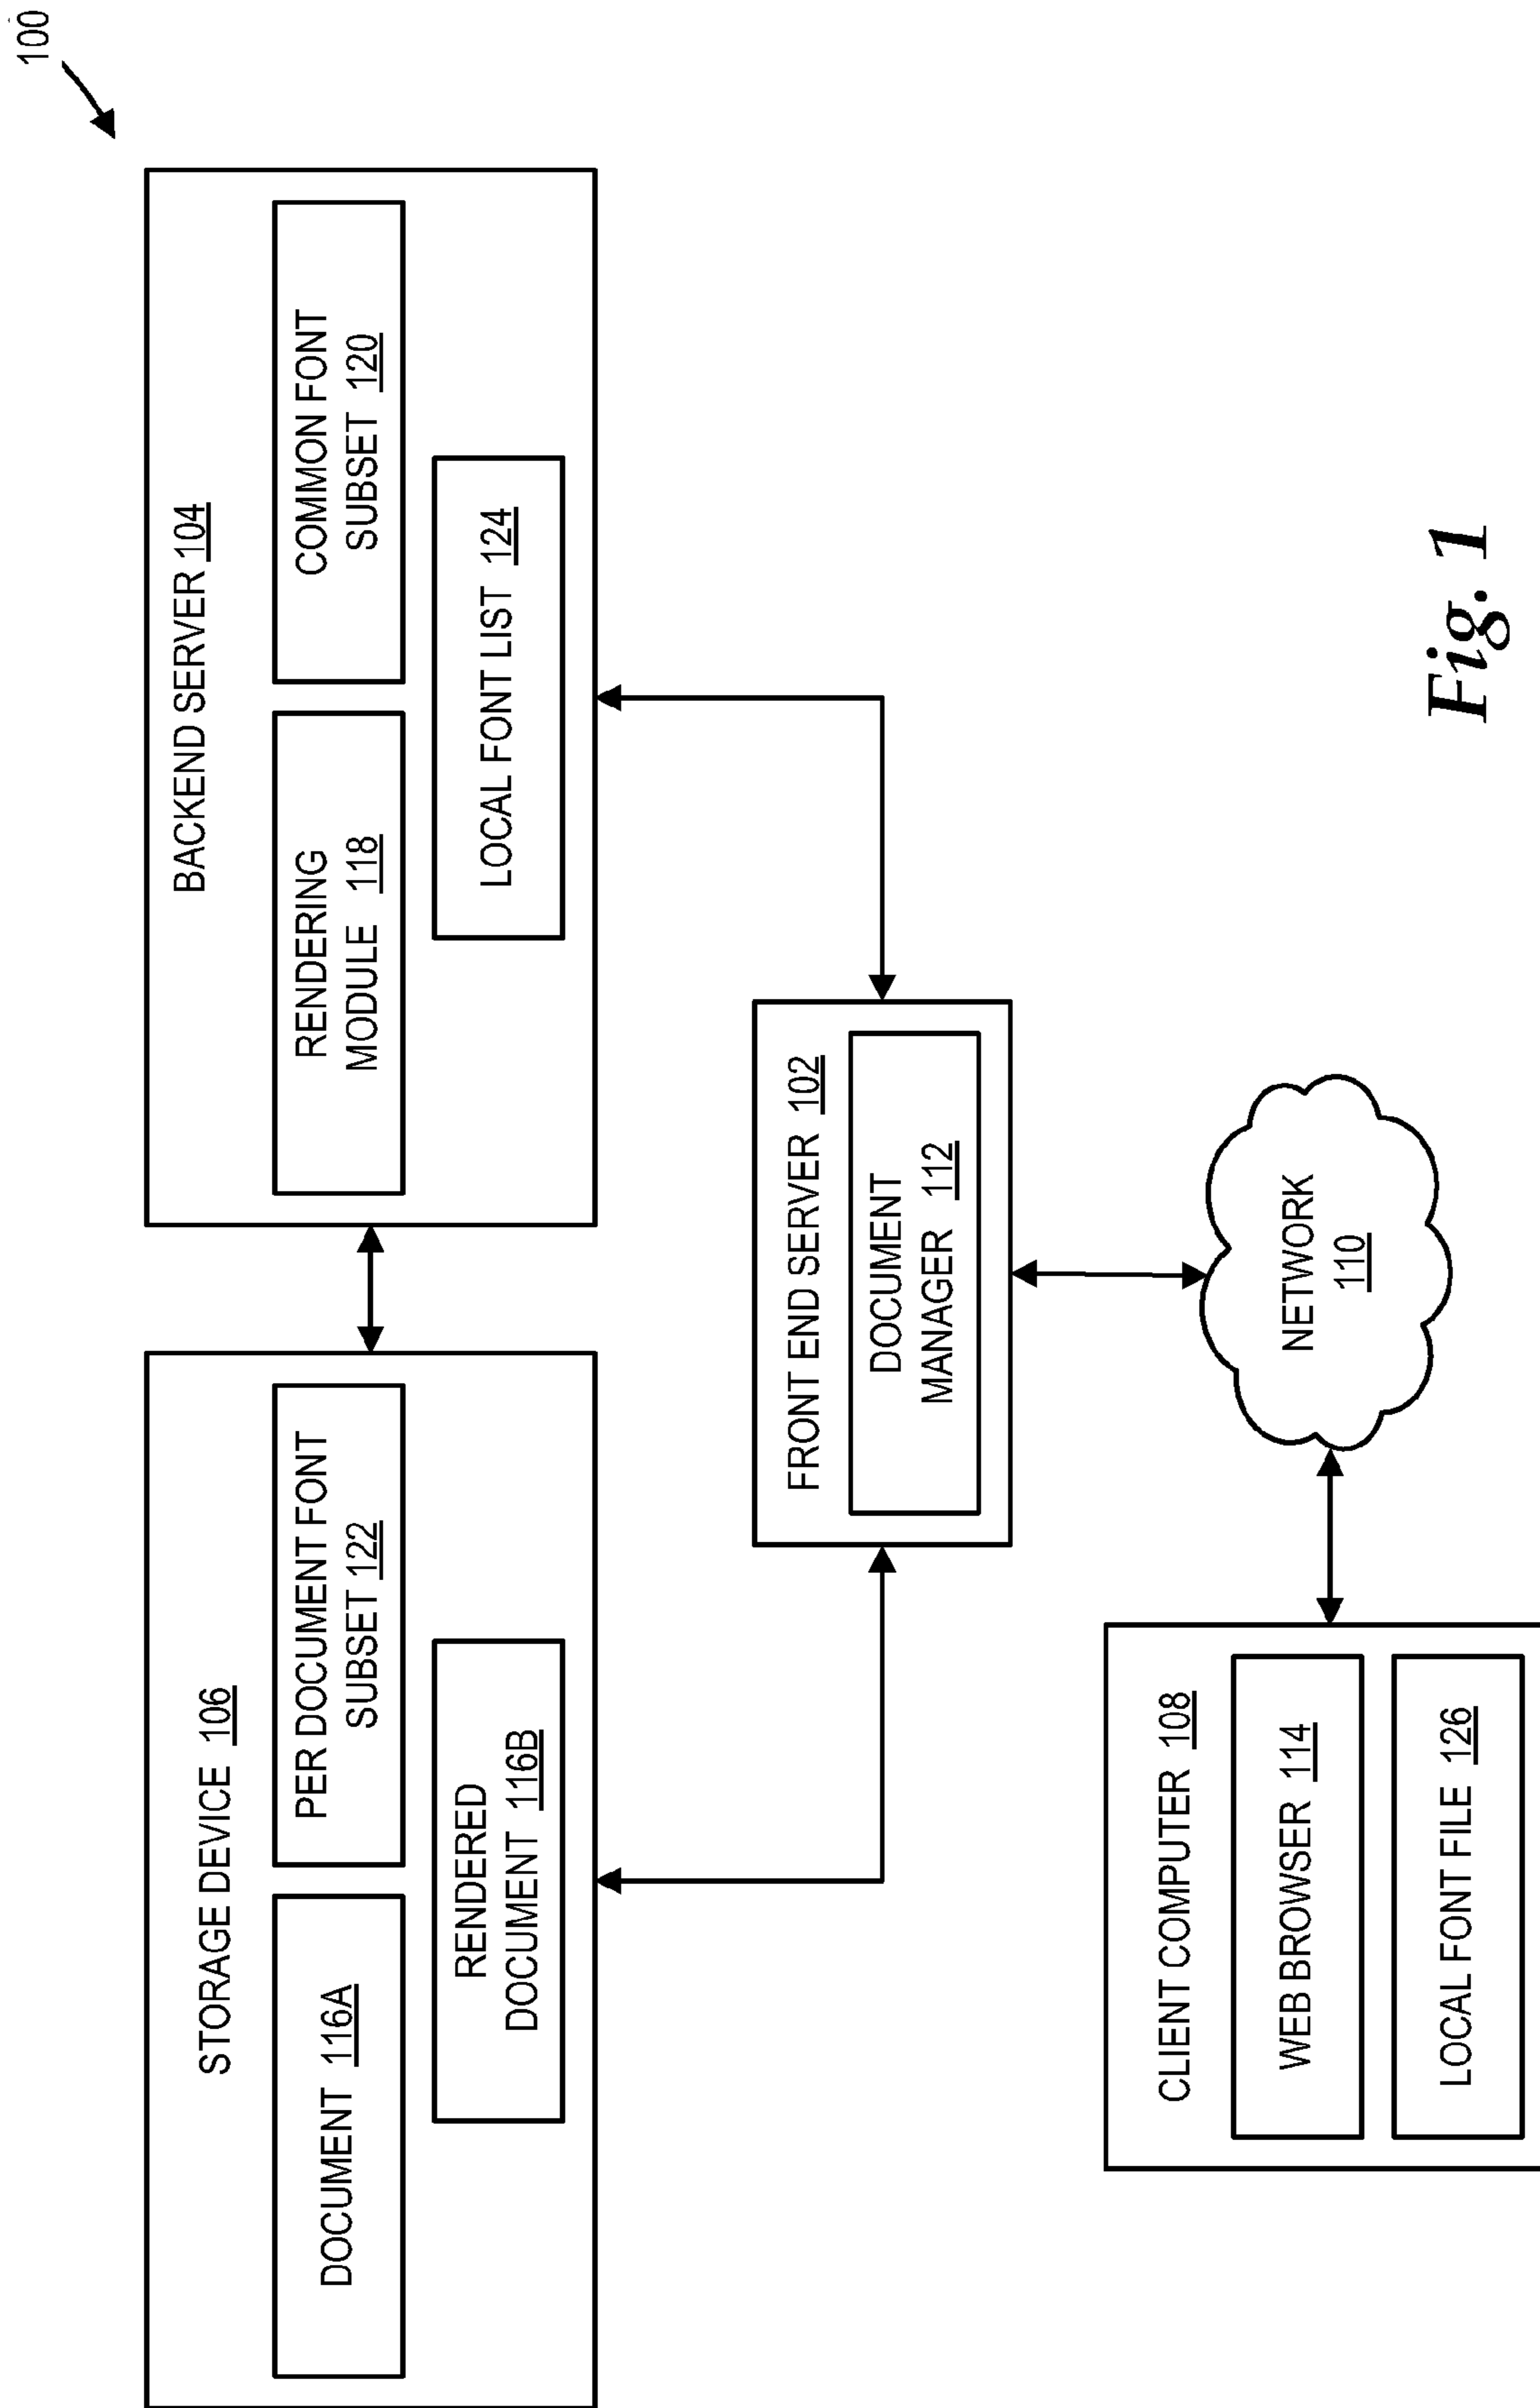 100
STORAGE DEVICE 106
DOCUMENT 116A
PER DOCUMENT FONT
SUBSET 122
RENDERED
DOCUMENT 116B
BACKEND SERVER 104
RENDERING
MODULE 118
COMMON FONT
SUBSET 120
LOCAL FONT LIST 124
FRONT END SERVER 102
DOCUMENT
MANAGER 112
CLIENT COMPUTER 108
WEB BROWSER 114
LOCAL FONT FILE 126
NETWORK
110
Fig. 1